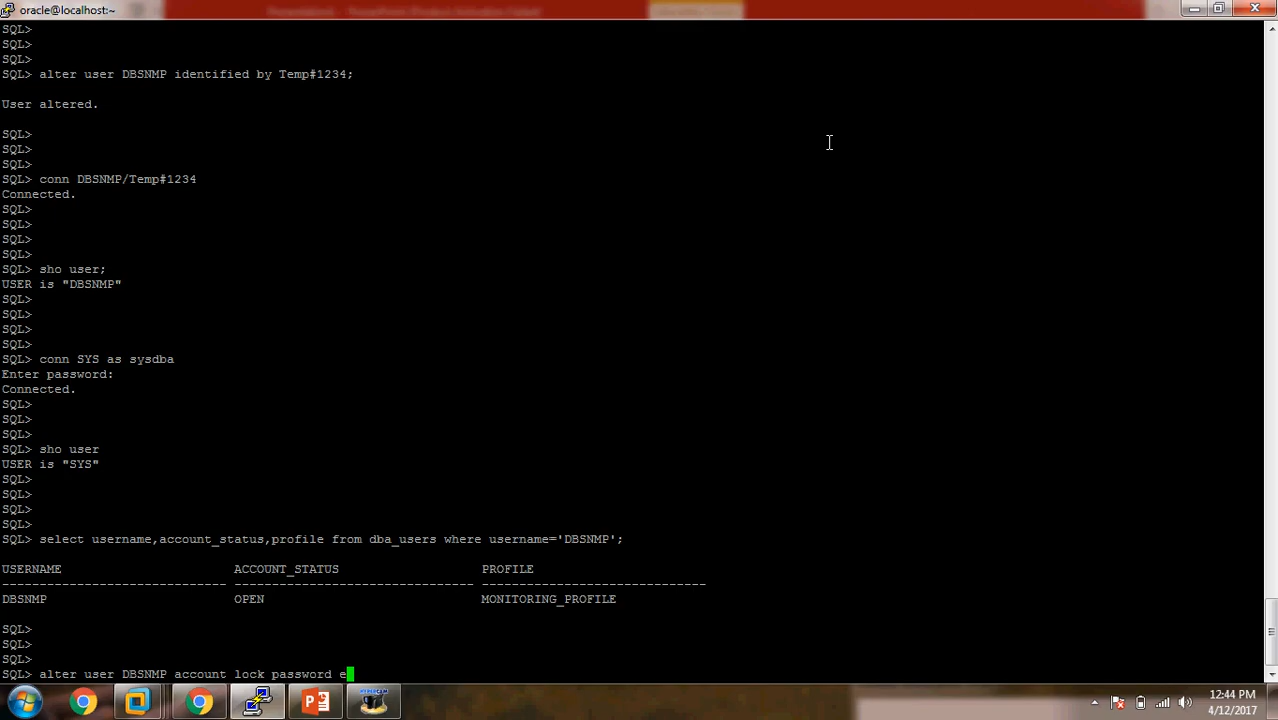 oracle@localhost:~
SQL>
SQL>
SQL>
SQL> alter user DBSNMP identified by Temp#1234;
User altered.
SQL>
SQL>
SQL>
SQL> conn DBSNMP/Temp#1234
Connected.
SQL>
SQL>
SQL>
SQL>
SQL> sho user;
USER is "DBSNMP"
SQL>
SQL>
SQL>
SQL>
SQL> conn SYS as sysdba
Enter password:
Connected.
SQL>
SQL>
SQL>
SQL> sho user
USER is "SYS"
SQL>
SQL>
SQL>
SQL>
SQL> select username,account_status,profile from dba_users where username='DBSNMP';
USERNAME ACCOUNT_STATUS PROFILE
------------------------------ -------------------------------- ------------------------------
DBSNMP OPEN MONITORING_PROFILE
SQL>
SQL>
SQL>
SQL> alter user DBSNMP account lock password e
12:44 PM
4/12/2017